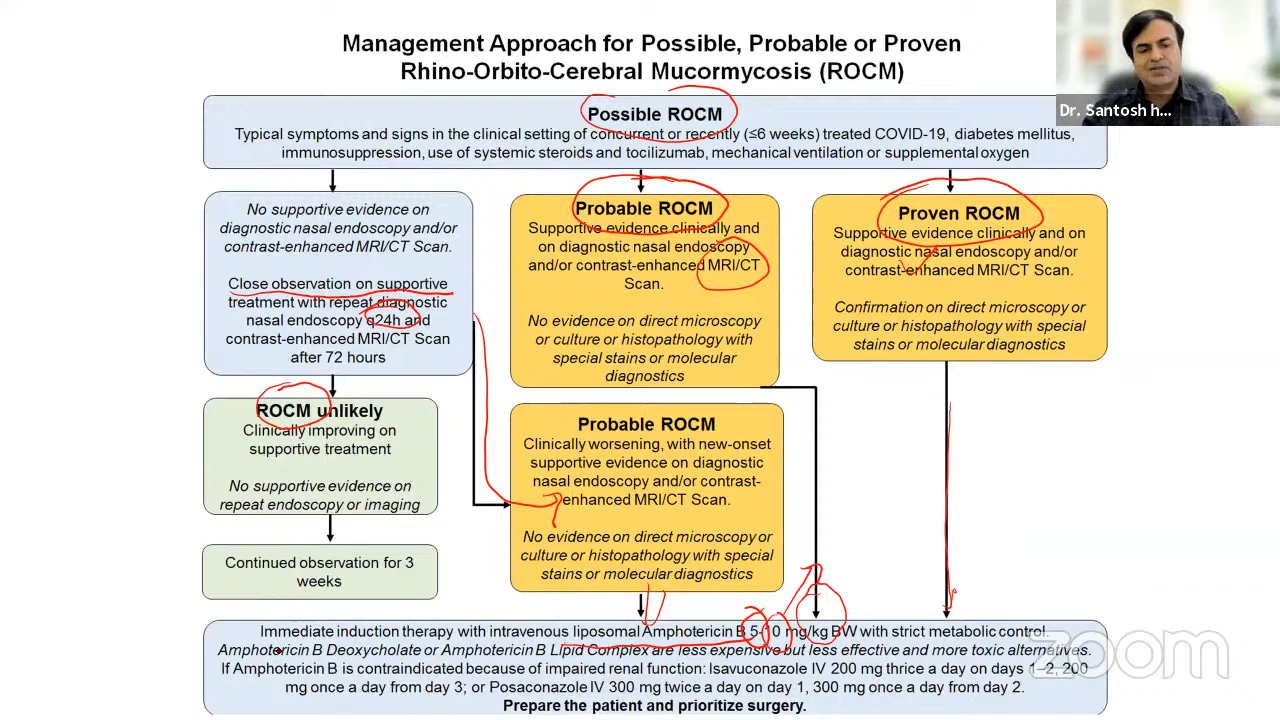 Management Approach for Possible, Probable or Proven
Rhino-Orbito-Cerebral Mucormycosis (ROCM)
Dr. Santosh h...
Possible ROCM
Typical symptoms and signs in the clinical setting of concurrent or recently (≤6 weeks) treated COVID-19, diabetes mellitus,
immunosuppression, use of systemic steroids and tocilizumab, mechanical ventilation or supplemental oxygen
No supportive evidence on
diagnostic nasal endoscopy and/or
contrast-enhanced MRI/CT Scan.
Close observation on supportive
treatment with repeat diagnostic
nasal endoscopy q24h and
contrast-enhanced MRI/CT Scan
after 72 hours
ROCM unlikely
Clinically improving on
supportive treatment
No supportive evidence on
repeat endoscopy or imaging
Continued observation for 3
weeks
Probable ROCM
Supportive evidence clinically and
on diagnostic nasal endoscopy
and/or contrast-enhanced MRI/CT
Scan.
No evidence on direct microscopy
or culture or histopathology with
special stains or molecular
diagnostics
Probable ROCM
Clinically worsening, with new-onset
supportive evidence on diagnostic
nasal endoscopy and/or contrast-
enhanced MRI/CT Scan.
No evidence on direct microscopy or
culture or histopathology with special
stains or molecular diagnostics
Proven ROCM
Supportive evidence clinically and on
diagnostic nasal endoscopy and/or
contrast-enhanced MRI/CT Scan.
Confirmation on direct microscopy or
culture or histopathology with special
stains or molecular diagnostics
Immediate induction therapy with intravenous liposomal Amphotericin B 5-10 mg/kg BW with strict metabolic control.
Amphotericin B Deoxycholate or Amphotericin B Lipid Complex are less expensive but less effective and more toxic alternatives.
If Amphotericin B is contraindicated because of impaired renal function: Isavuconazole IV 200 mg thrice a day on days 1–2, 200
mg once a day from day 3; or Posaconazole IV 300 mg twice a day on day 1, 300 mg once a day from day 2.
Prepare the patient and prioritize surgery.
zoom